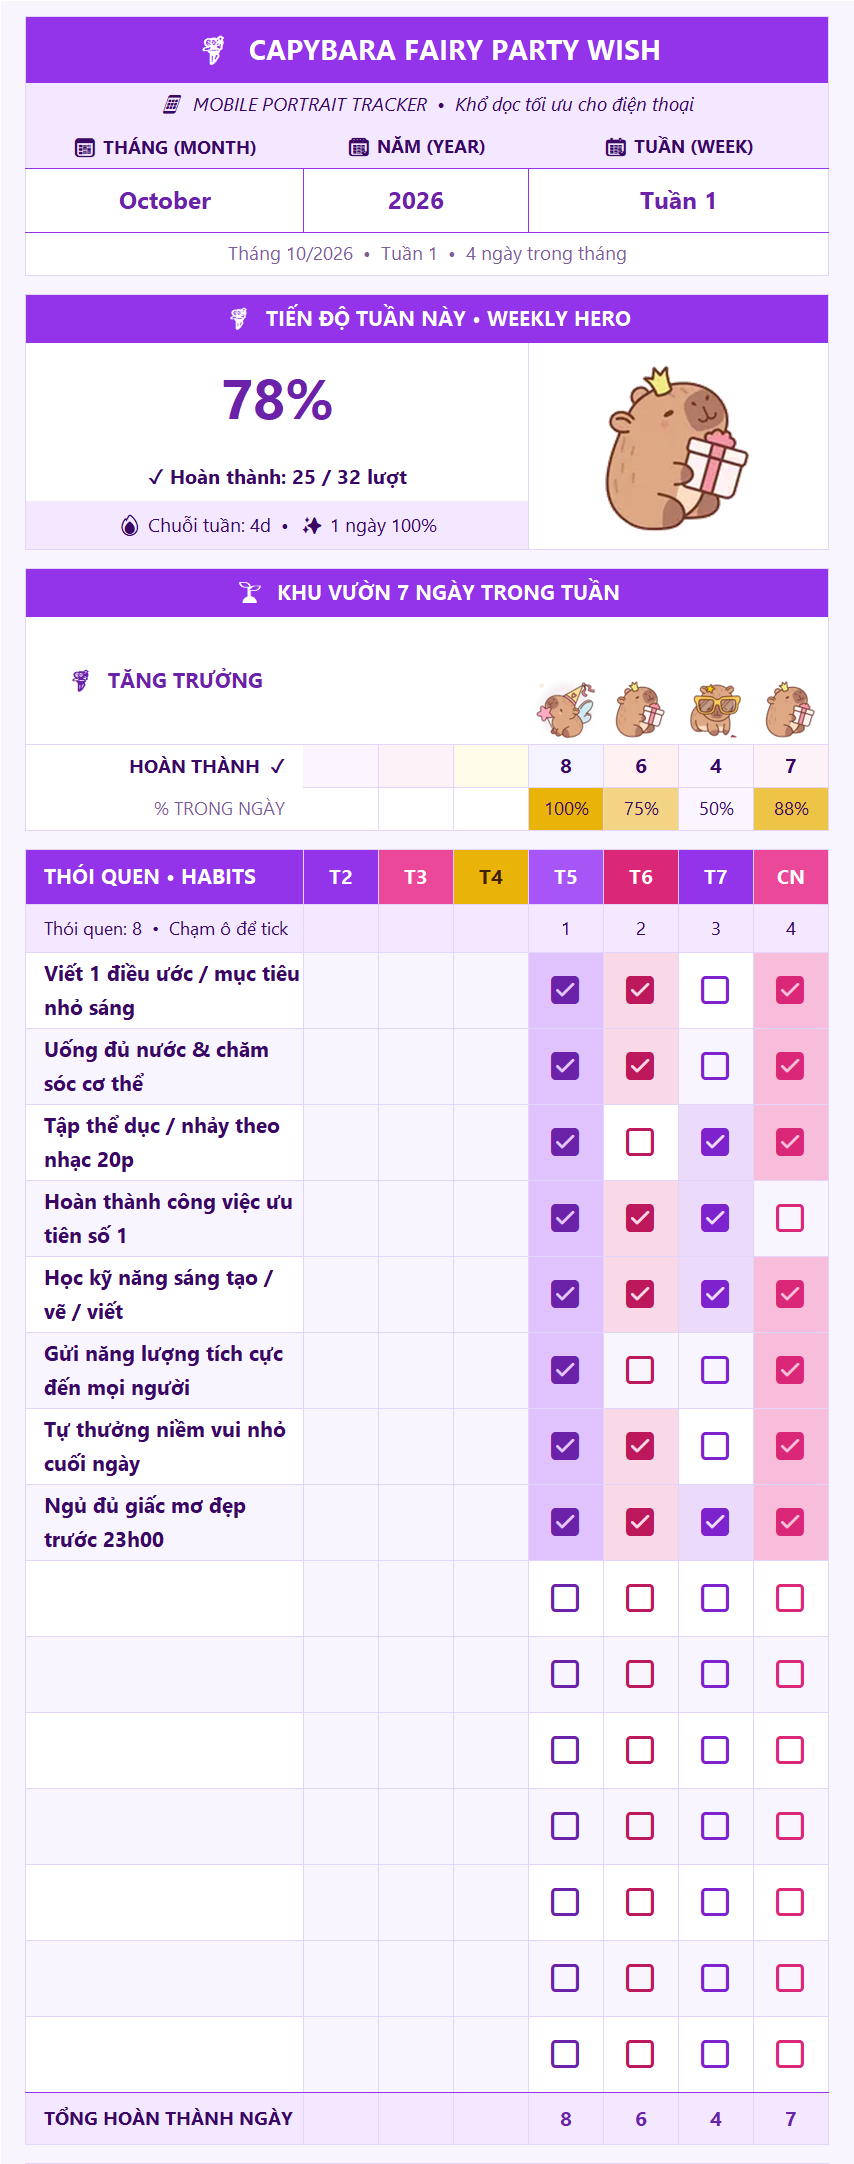 CAPYBARA FAIRY PARTY WISH
MOBILE PORTRAIT TRACKER • Khổ dọc tối ưu cho điện thoại
THÁNG (MONTH) NĂM (YEAR) TUẦN (WEEK)
October 2026 Tuần 1
Tháng 10/2026 • Tuần 1 • 4 ngày trong tháng
TIẾN ĐỘ TUẦN NÀY • WEEKLY HERO
78%
✓ Hoàn thành: 25 / 32 lượt
Chuỗi tuần: 4d • 1 ngày 100%
KHU VƯỜN 7 NGÀY TRONG TUẦN
TĂNG TRƯỞNG
HOÀN THÀNH ✓ 8 6 4 7
% TRONG NGÀY 100% 75% 50% 88%
THÓI QUEN • HABITS T2 T3 T4 T5 T6 T7 CN
Thói quen: 8 • Chạm ô để tick 1 2 3 4
Viết 1 điều ước / mục tiêu
nhỏ sáng
Uống đủ nước & chăm
sóc cơ thể
Tập thể dục / nhảy theo
nhạc 20p
Hoàn thành công việc ưu
tiên số 1
Học kỹ năng sáng tạo /
vẽ / viết
Gửi năng lượng tích cực
đến mọi người
Tự thưởng niềm vui nhỏ
cuối ngày
Ngủ đủ giấc mơ đẹp
trước 23h00
TỔNG HOÀN THÀNH NGÀY 8 6 4 7